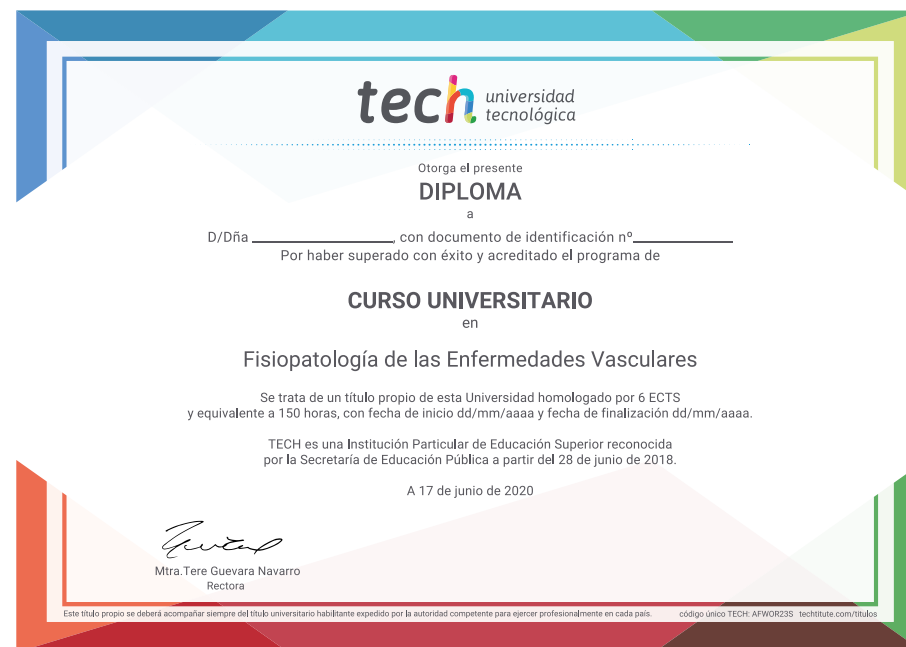 tech universidad
tecnológica
Otorga el presente
DIPLOMA
a
D/Dña ______________, con documento de identificación nº__________
Por haber superado con éxito y acreditado el programa de
CURSO UNIVERSITARIO
en
Fisiopatología de las Enfermedades Vasculares
Se trata de un título propio de esta Universidad homologado por 6 ECTS
y equivalente a 150 horas, con fecha de inicio dd/mm/aaaa y fecha de finalización dd/mm/aaaa.
TECH es una Institución Particular de Educación Superior reconocida
por la Secretaría de Educación Pública a partir del 28 de junio de 2018.
A 17 de junio de 2020
Mtra.Tere Guevara Navarro
Rectora
Este título propio se deberá acompañar siempre del título universitario habilitante expedido por la autoridad competente para ejercer profesionalmente en cada país. código único TECH: AFWOR23S techtitute.com/titulos